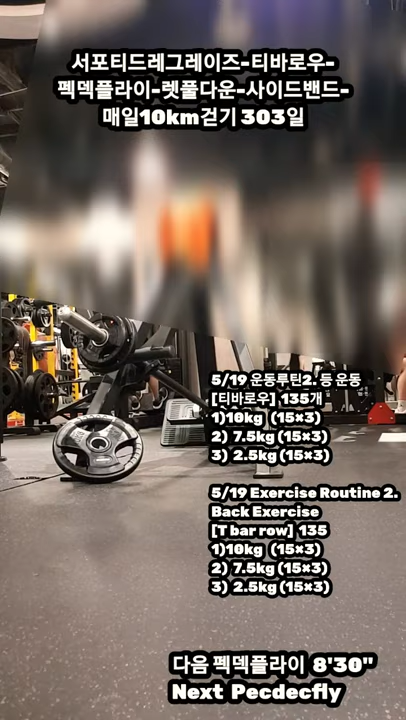 서포티드레그레이즈-티바로우-
펙덱플라이-렛풀다운-사이드밴드-
매일10km걷기 303일
5/19 운동루틴2. 등 운동
[티바로우] 135개
1)10kg (15×3)
2) 7.5kg (15×3)
3) 2.5kg (15×3)
5/19 Exercise Routine 2.
Back Exercise
[T bar row] 135
1)10kg (15×3)
2) 7.5kg (15×3)
3) 2.5kg (15×3)
다음 펙덱플라이 8'30"
Next Pecdecfly